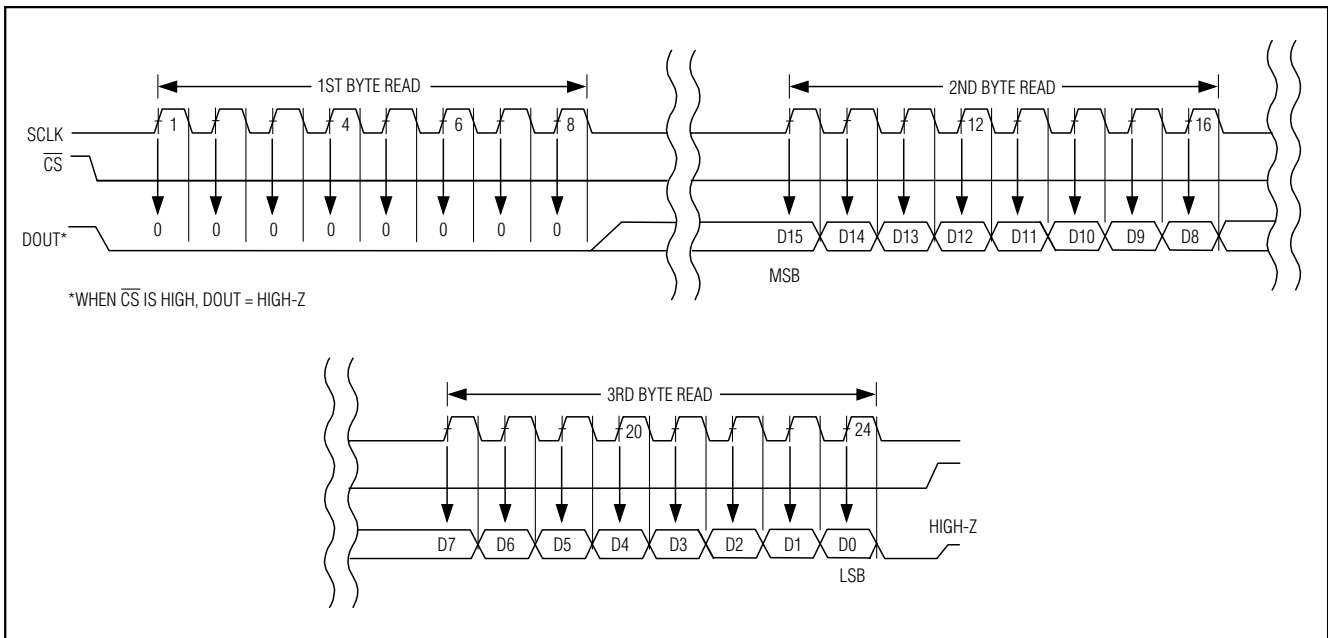 1ST BYTE READ
2ND BYTE READ
SCLK 1 4 6 8 12 16
CS
0 0 0 0 0 0 0 0
DOUT* D15 D14 D13 D12 D11 D10 D9 D8
MSB
*WHEN CS IS HIGH, DOUT = HIGH-Z
3RD BYTE READ
20 24
HIGH-Z
D7 D6 D5 D4 D3 D2 D1 D0
LSB